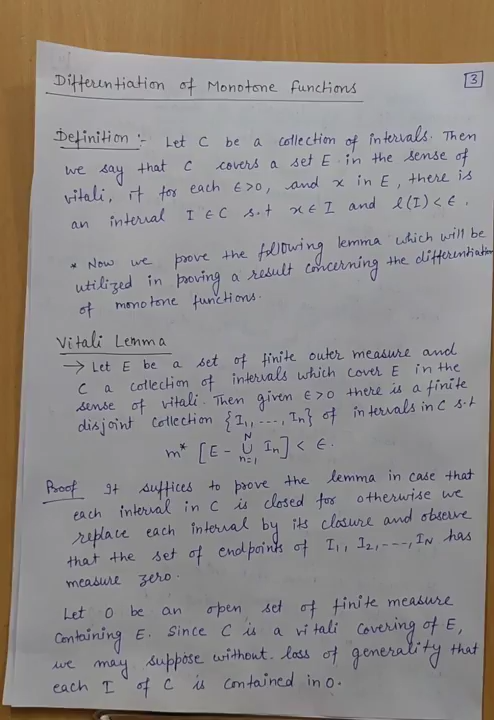 Differentiation of Monotone functions
3
Definition :- Let C be a collection of intervals. Then
we say that C covers a set E in the sense of
vitali, if for each ϵ>0, and x in E, there is
an interval I ∈ C s.t x ∈ I and l(I) < ϵ.
* Now we prove the following lemma which will be
utilized in proving a result concerning the differentiation
of monotone functions.
Vitali Lemma
→ Let E be a set of finite outer measure and
C a collection of intervals which cover E in the
sense of vitali. Then given ϵ>0 there is a finite
disjoint collection {I₁, ---, In} of intervals in C s.t
m* [E - ∪ᴺₙ₌₁ In] < ϵ.
Proof It suffices to prove the lemma in case that
each interval in C is closed for otherwise we
replace each interval by its closure and observe
that the set of endpoints of I₁, I₂, ---, IN has
measure zero.
Let O be an open set of finite measure
containing E. Since C is a vitali covering of E,
we may suppose without loss of generality that
each I of C is contained in O.